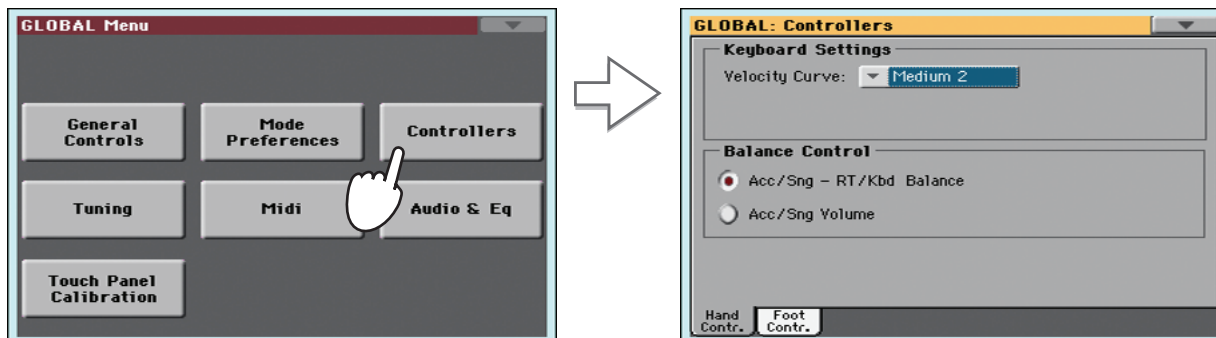 GLOBAL Menu
General
Controls
Mode
Preferences
Controllers
Tuning
Midi
Audio & Eq
Touch Panel
Calibration
GLOBAL: Controllers
Keyboard Settings
Velocity Curve: Medium 2
Balance Control
Acc/Sng - RT/Kbd Balance
Acc/Sng Volume
Hand
Contr.
Foot
Contr.